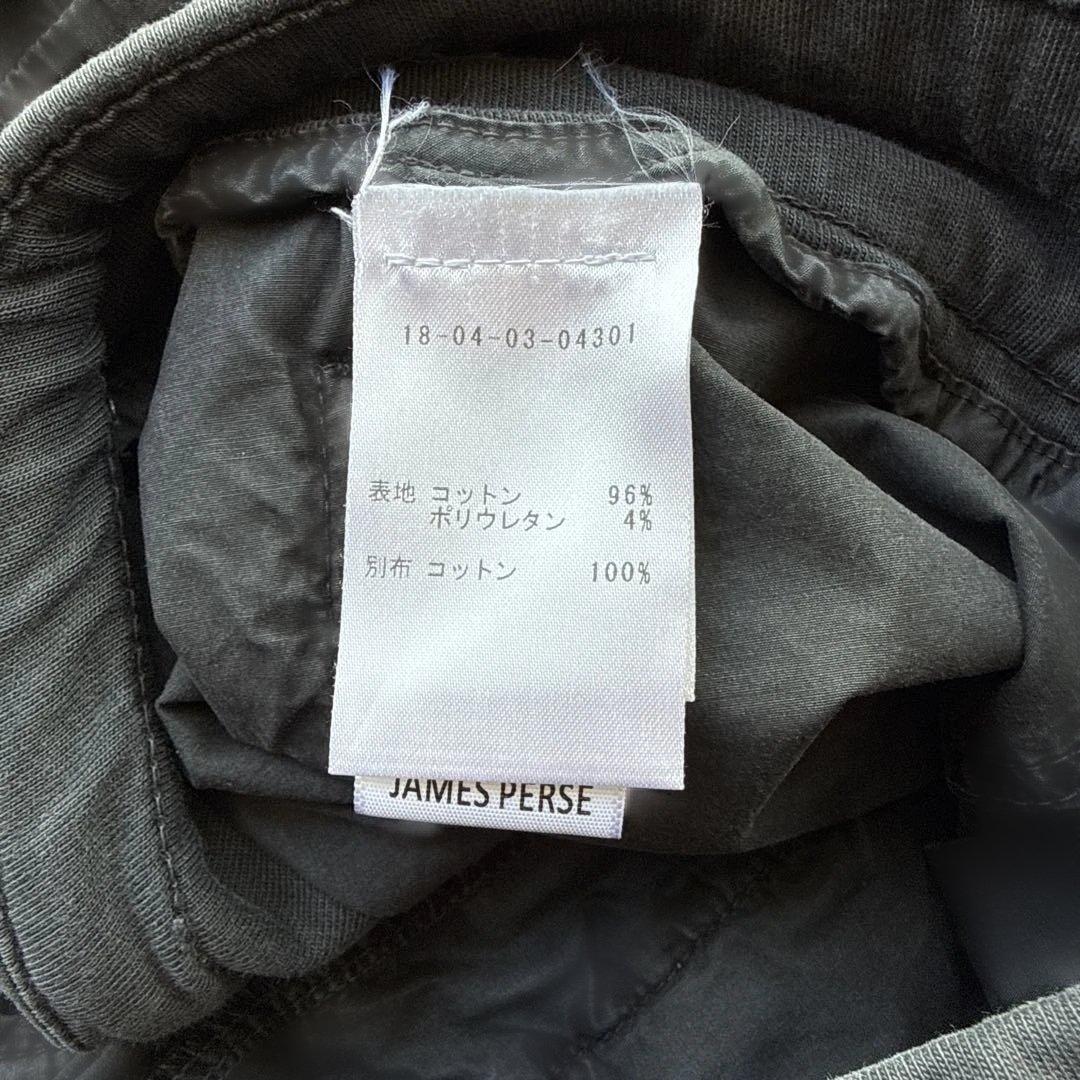 18-04-03-04301
表地 コットン 96%
ポリウレタン 4%
別布 コットン 100%
JAMES PERSE